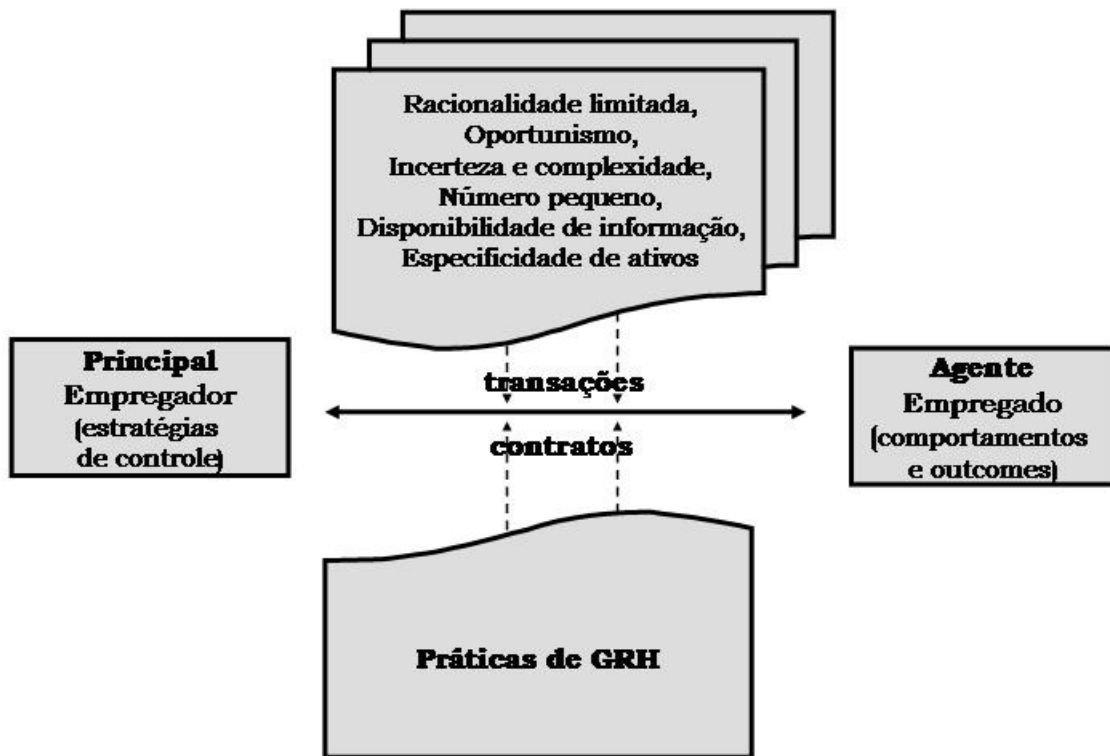 Racionalidade limitada,
Oportunismo,
Incerteza e complexidade,
Número pequeno,
Disponibilidade de informação,
Especificidade de ativos
Principal
Empregador
(estratégias
de controle)
transações
contratos
Agente
Empregado
(comportamentos
e outcomes)
Práticas de GRH